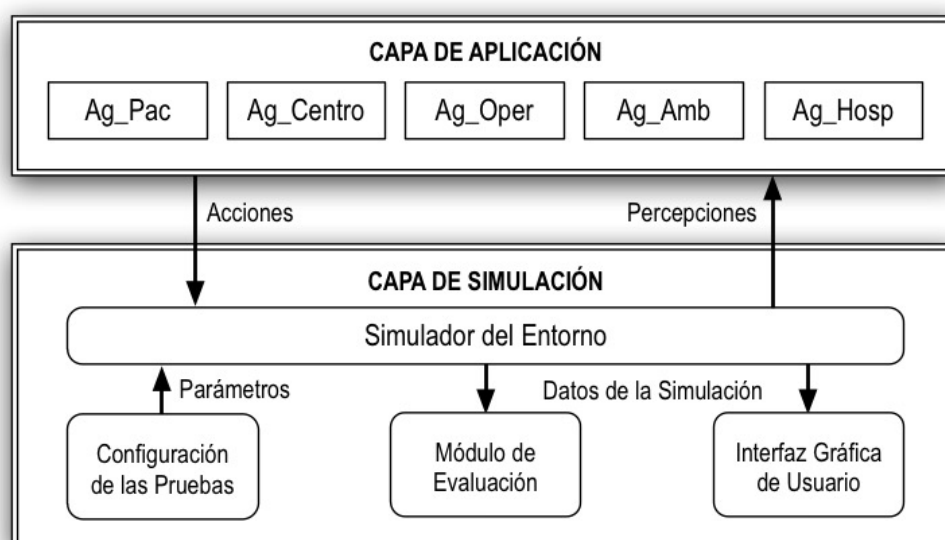 CAPA DE APLICACIÓN
Ag_Pac
Ag_Centro
Ag_Oper
Ag_Amb
Ag_Hosp
Acciones
Percepciones
CAPA DE SIMULACIÓN
Simulador del Entorno
Parámetros
Datos de la Simulación
Configuración
de las Pruebas
Módulo de
Evaluación
Interfaz Gráfica
de Usuario